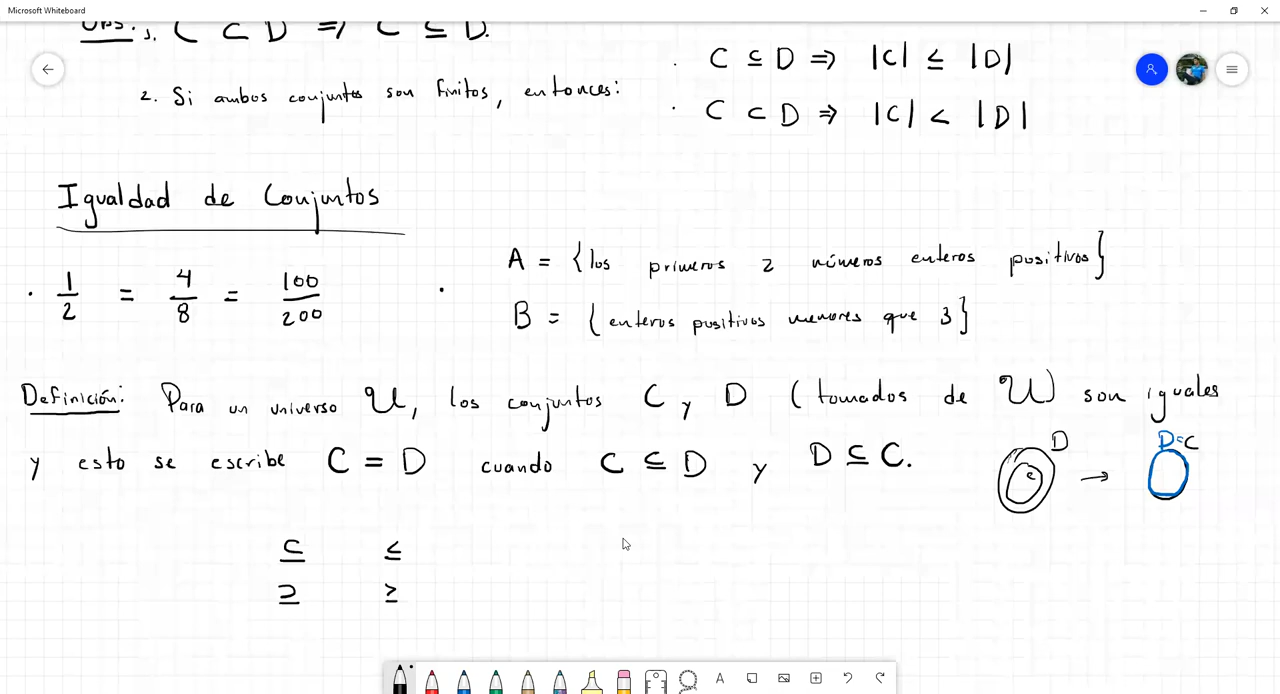 Microsoft Whiteboard
Obs.: 1. C ⊂ D ⇒ C ⊆ D.
2. Si ambos conjuntos son finitos, entonces:
· C ⊆ D ⇒ |C| ≤ |D|
· C ⊂ D ⇒ |C| < |D|
Igualdad de Conjuntos
· 1/2 = 4/8 = 100/200
· A = {los primeros 2 números enteros positivos}
B = {enteros positivos menores que 3}
Definición: Para un universo U, los conjuntos C y D (tomados de U) son iguales
y esto se escribe C = D cuando C ⊆ D y D ⊆ C.
D
C
→
D=C
⊆ ≤
⊇ ≥
A